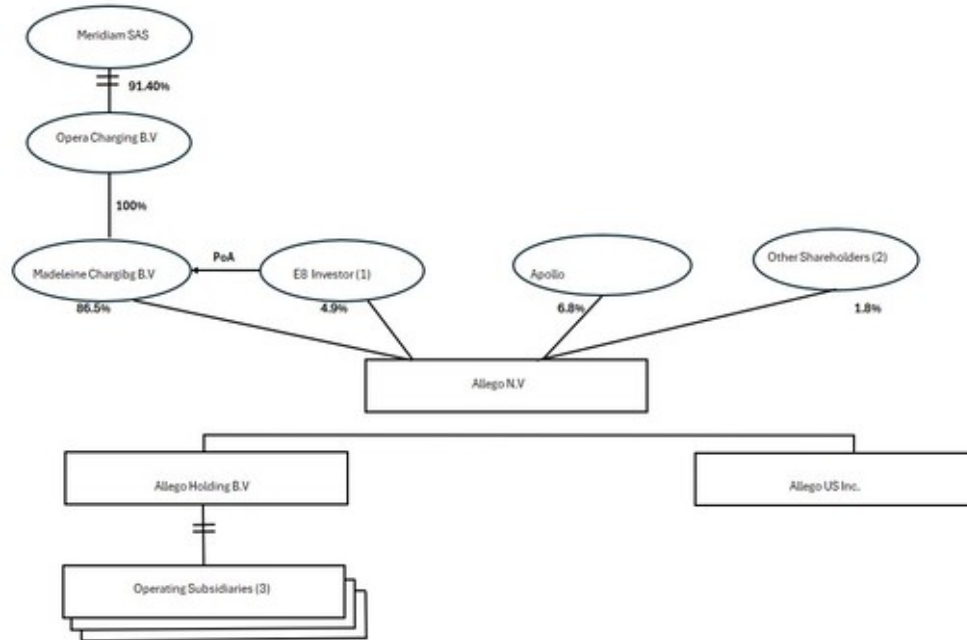 Meridiam SAS
91.40%
Opera Charging B.V
100%
PoA
Madeleine Chargibg B.V
E8 Investor (1)
Apollo
Other Shareholders (2)
86.5%
4.9%
6.8%
1.8%
Allego N.V
Allego Holding B.V
Allego US Inc.
Operating Subsidiaries (3)